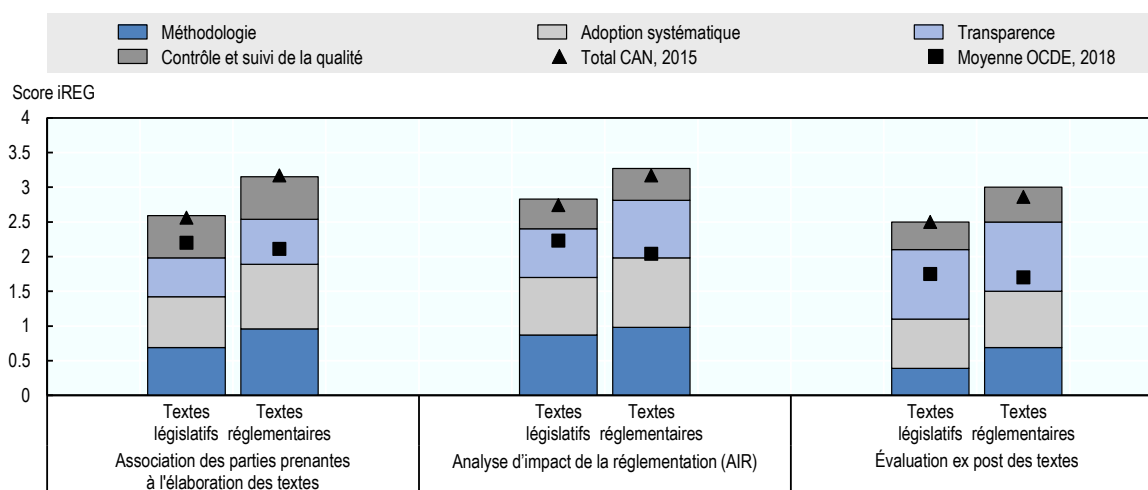 Méthodologie
Adoption systématique
Transparence
Contrôle et suivi de la qualité
Total CAN, 2015
Moyenne OCDE, 2018
Score iREG
4
3.5
3
2.5
2
1.5
1
0.5
0
Textes législatifs
Textes réglementaires
Textes législatifs
Textes réglementaires
Textes législatifs
Textes réglementaires
Association des parties prenantes
à l'élaboration des textes
Analyse d'impact de la réglementation (AIR)
Évaluation ex post des textes